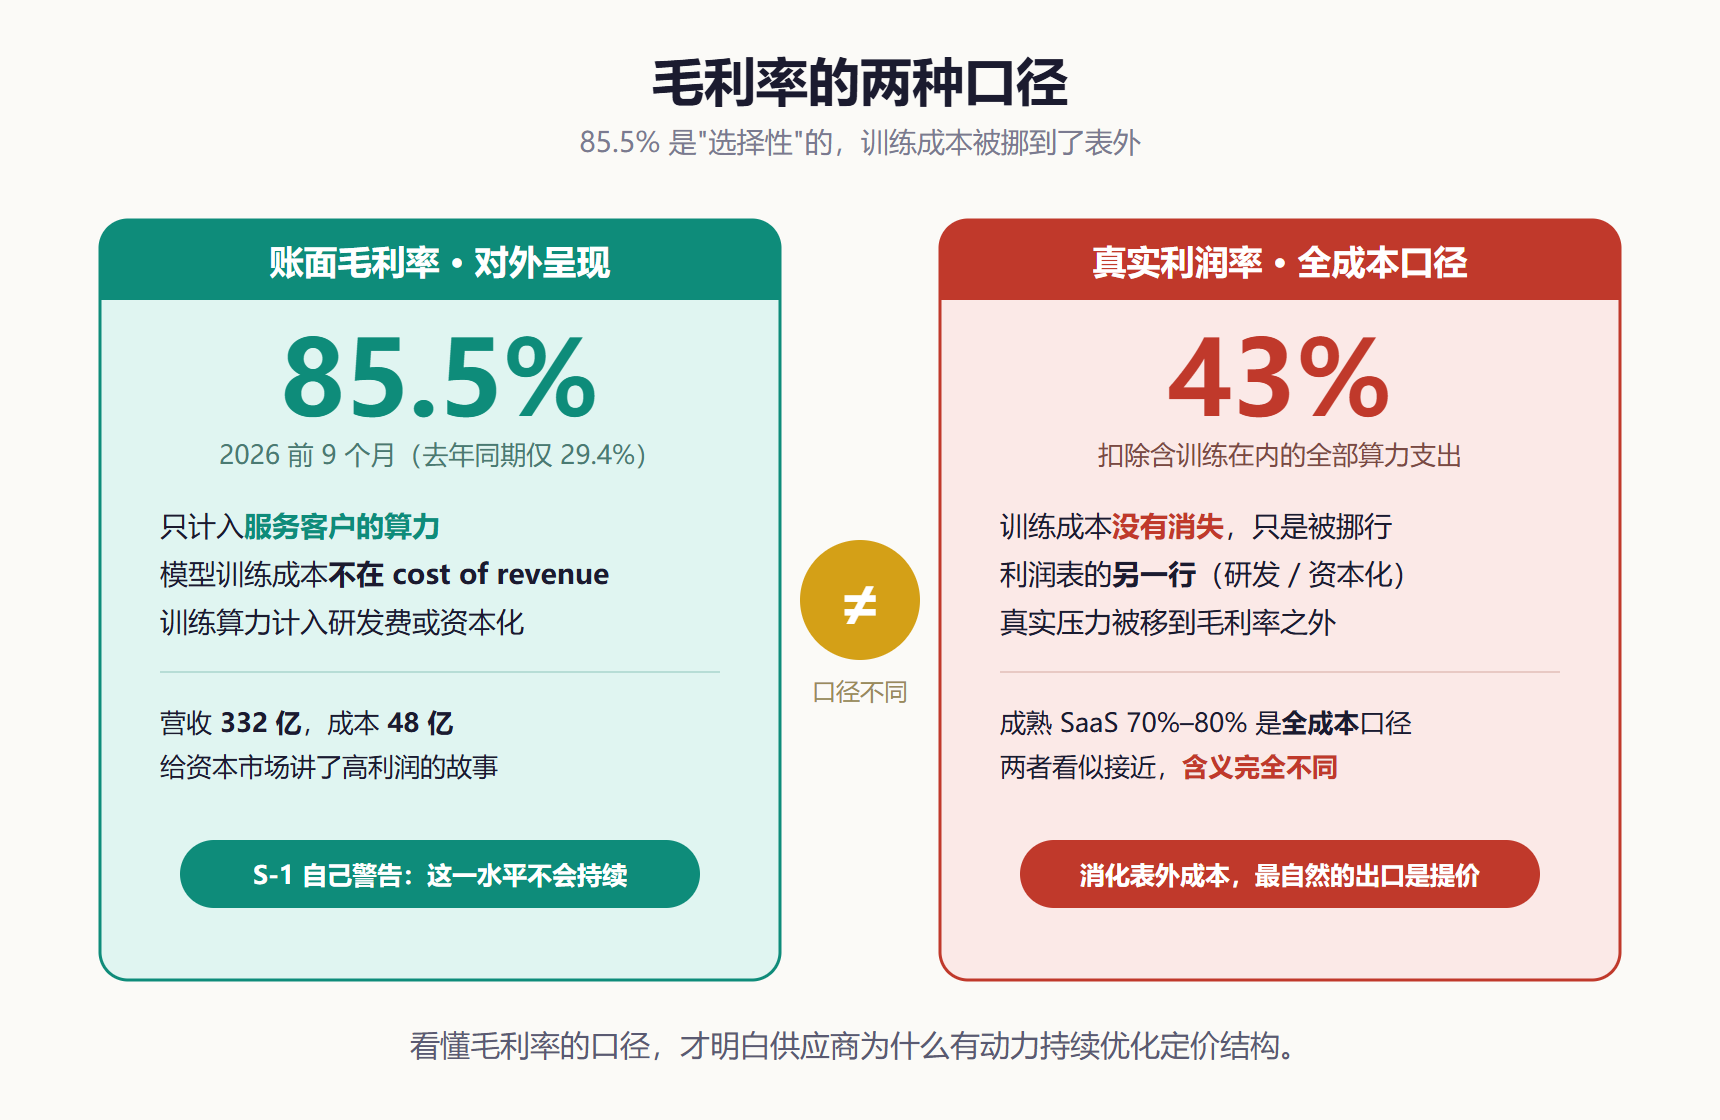 毛利率的两种口径
85.5% 是"选择性"的，训练成本被挪到了表外
账面毛利率 • 对外呈现
85.5%
2026 前 9 个月（去年同期仅 29.4%）
只计入服务客户的算力
模型训练成本不在 cost of revenue
训练算力计入研发费或资本化
营收 332 亿，成本 48 亿
给资本市场讲了高利润的故事
S-1 自己警告：这一水平不会持续
≠
口径不同
真实利润率 • 全成本口径
43%
扣除含训练在内的全部算力支出
训练成本没有消失，只是被挪行
利润表的另一行（研发 / 资本化）
真实压力被移到毛利率之外
成熟 SaaS 70%–80% 是全成本口径
两者看似接近，含义完全不同
消化表外成本，最自然的出口是提价
看懂毛利率的口径，才明白供应商为什么有动力持续优化定价结构。